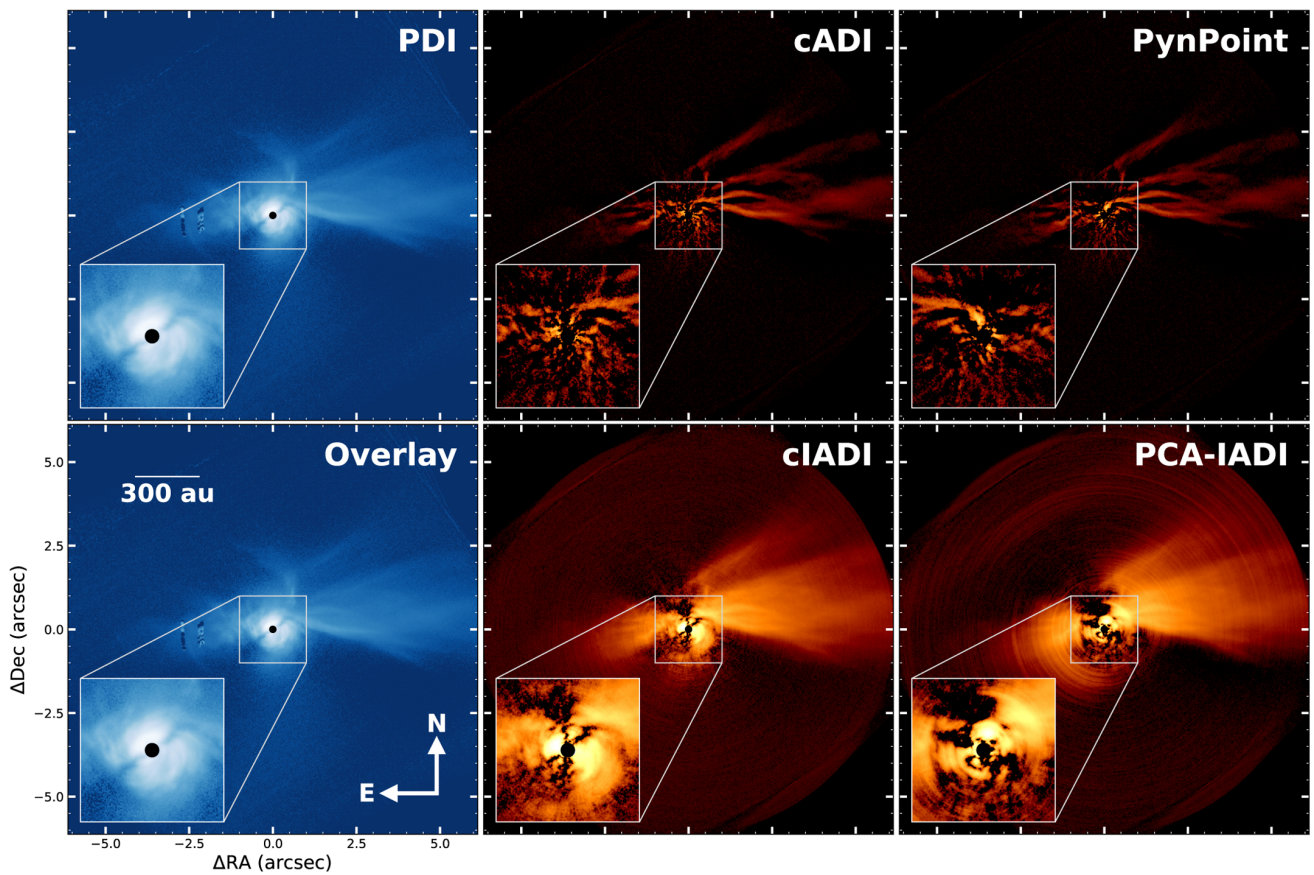 PDI
cADI
PynPoint
Overlay
cIADI
PCA-IADI
300 au
5.0
2.5
0.0
−2.5
−5.0
ΔDec (arcsec)
N
E
−5.0 −2.5 0.0 2.5 5.0
ΔRA (arcsec)